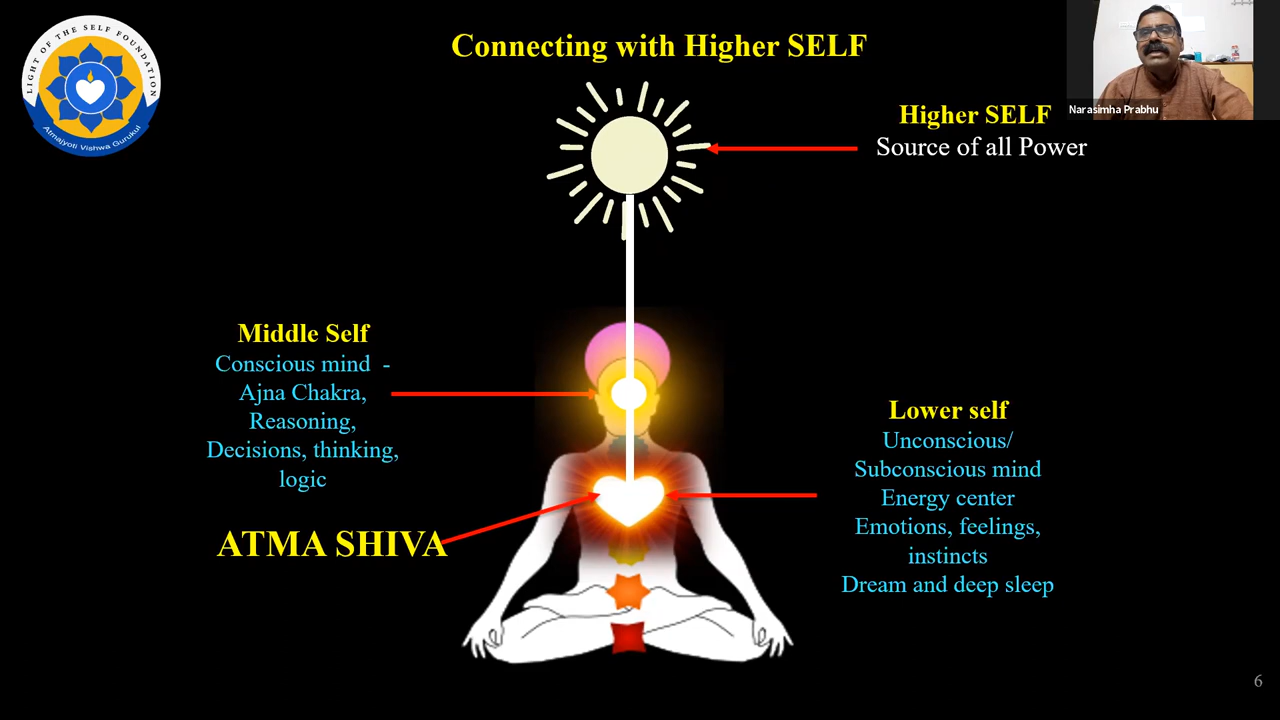 LIGHT OF THE SELF FOUNDATION
Atmajyoti Vishwa Gurukul
Connecting with Higher SELF
Narasimha Prabhu
Higher SELF
Source of all Power
Middle Self
Conscious mind -
Ajna Chakra,
Reasoning,
Decisions, thinking,
logic
ATMA SHIVA
Lower self
Unconscious/
Subconscious mind
Energy center
Emotions, feelings,
instincts
Dream and deep sleep
6